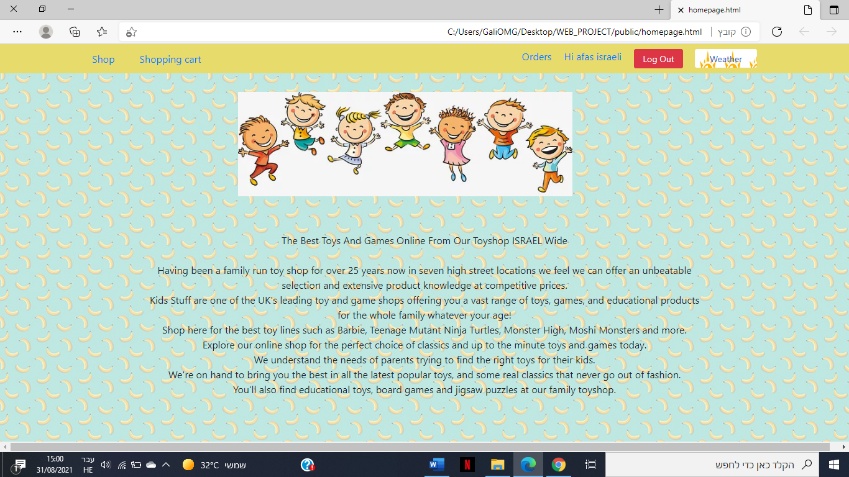 homepage.html
C:/Users/GaliOMG/Desktop/WEB_PROJECT/public/homepage.html | קובץ
Shop
Shopping cart
Orders
Hi afas israeli
Log Out
Weather
The Best Toys And Games Online From Our Toyshop ISRAEL Wide
Having been a family run toy shop for over 25 years now in seven high street locations we feel we can offer an unbeatable
selection and extensive product knowledge at competitive prices.
Kids Stuff are one of the UK's leading toy and game shops offering you a vast range of toys, games, and educational products
for the whole family whatever your age!
Shop here for the best toy lines such as Barbie, Teenage Mutant Ninja Turtles, Monster High, Moshi Monsters and more.
Explore our online shop for the perfect choice of classics and up to the minute toys and games today.
We understand the needs of parents trying to find the right toys for their kids.
We're on hand to bring you the best in all the latest popular toys, and some real classics that never go out of fashion.
You'll also find educational toys, board games and jigsaw puzzles at our family toyshop.
15:00
31/08/2021
עבר
HE
32°C שמשי
הקלד כאן כדי לחפש